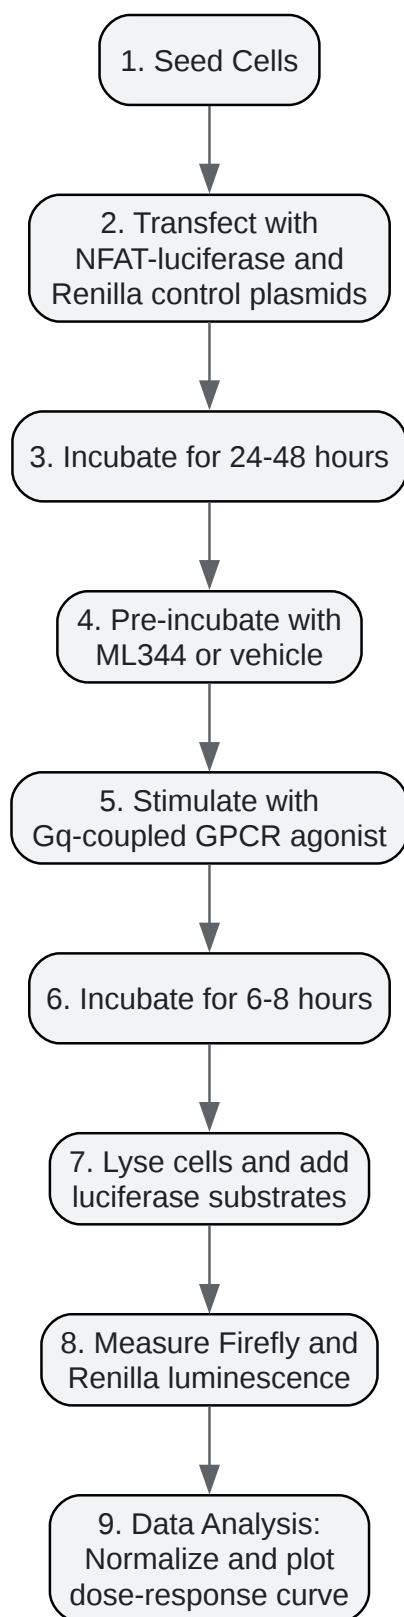 1. Seed Cells
2. Transfect with
NFAT-luciferase and
Renilla control plasmids
3. Incubate for 24-48 hours
4. Pre-incubate with
ML344 or vehicle
5. Stimulate with
Gq-coupled GPCR agonist
6. Incubate for 6-8 hours
7. Lyse cells and add
luciferase substrates
8. Measure Firefly and
Renilla luminescence
9. Data Analysis:
Normalize and plot
dose-response curve